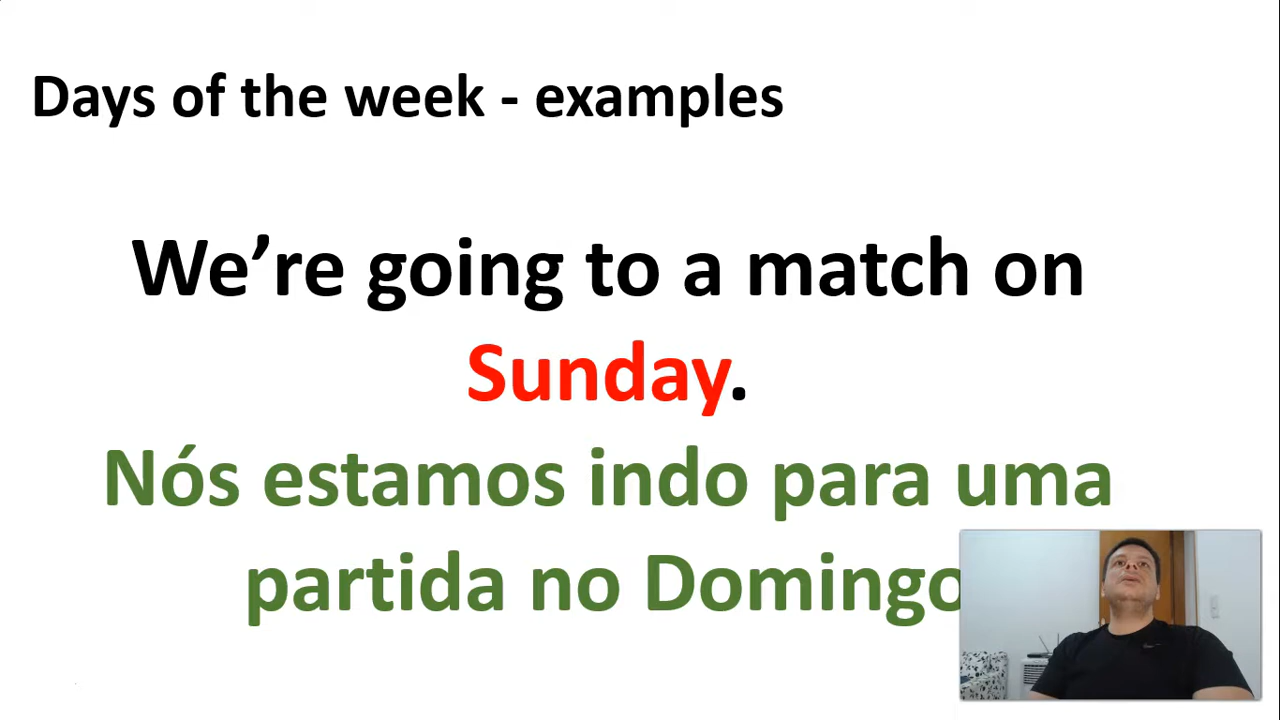 Days of the week - examples
We’re going to a match on
Sunday.
Nós estamos indo para uma
partida no Domingo